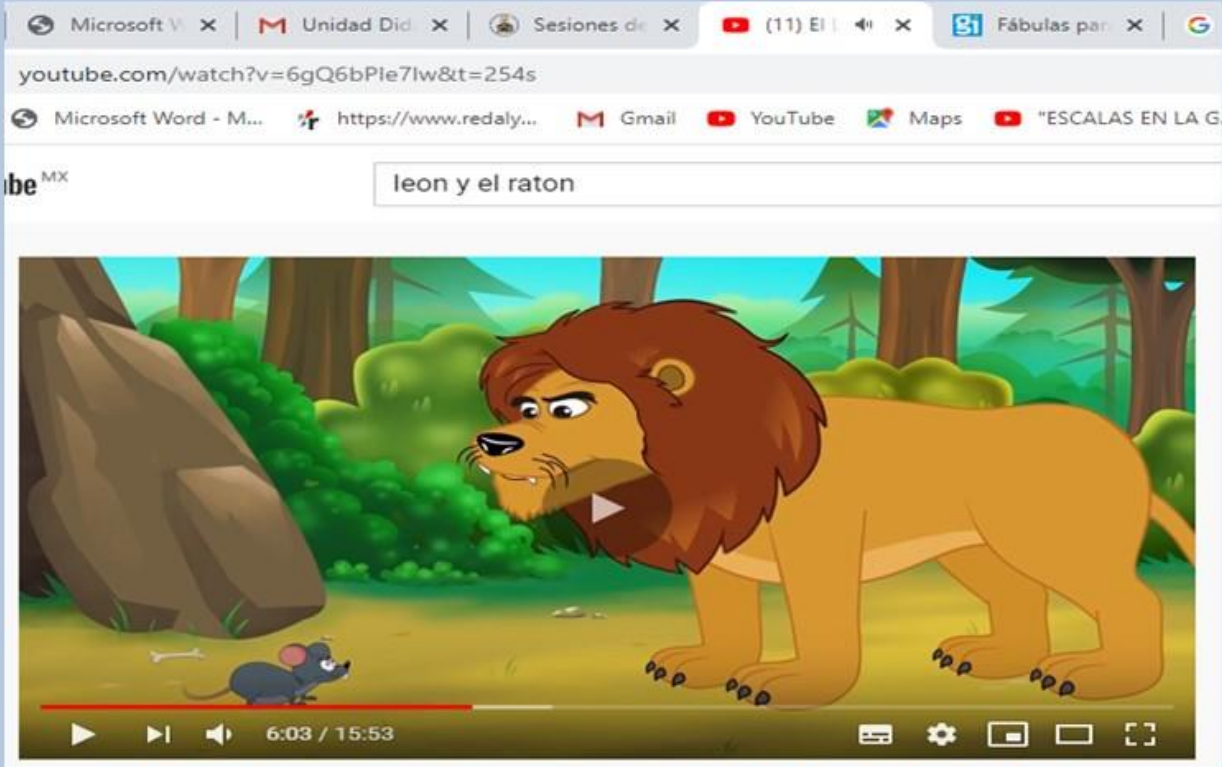 Microsoft Unidad Did Sesiones de (11) El Fábulas par
youtube.com/watch?v=6gQ6bPle7lw&t=254s
Microsoft Word - M... https://www.redaly... Gmail YouTube Maps "ESCALAS EN LA G
be MX leon y el raton
6:03 / 15:53